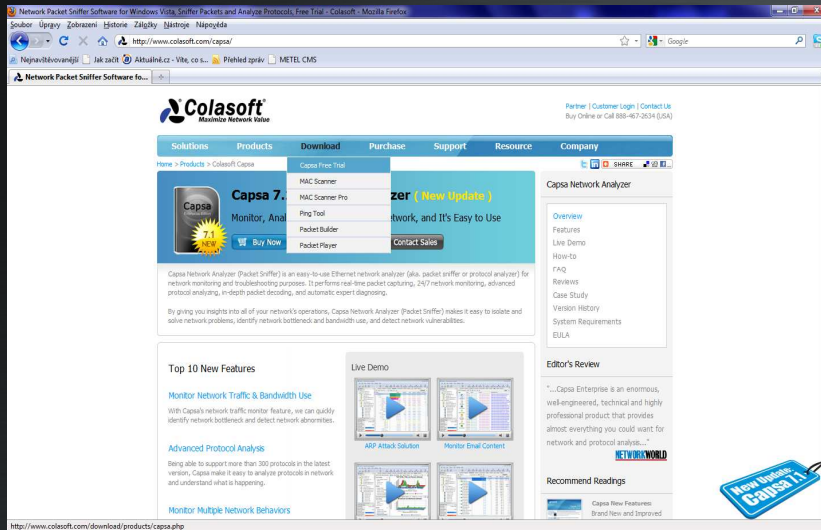 Network Packet Sniffer Software for Windows Vista, Sniffer Packets and Analyze Protocols, Free Trial - Colasoft - Mozilla Firefox
Soubor Úpravy Zobrazení Historie Záložky Nástroje Nápověda
http://www.colasoft.com/capsa/
Google
Nejnavštěvovanější Jak začít Aktuálně.cz - Víte, co s... Přehled zpráv METEL CMS
Network Packet Sniffer Software fo...
Colasoft
Maximize Network Value
Partner | Customer Login | Contact Us
Buy Online or Call 888-467-2634 (USA)
Solutions Products Download Purchase Support Resource Company
Home > Products > Colasoft Capsa
SHARE
Capsa Free Trial
MAC Scanner
MAC Scanner Pro
Ping Tool
Packet Builder
Packet Player
Capsa
7.1
NEW
Capsa 7. zer ( New Update )
Monitor, Anal etwork, and It's Easy to Use
Buy Now Contact Sales
Capsa Network Analyzer (Packet Sniffer) is an easy-to-use Ethernet network analyzer (aka. packet sniffer or protocol analyzer) for
network monitoring and troubleshooting purposes. It performs real-time packet capturing, 24/7 network monitoring, advanced
protocol analyzing, in-depth packet decoding, and automatic expert diagnosing.
By giving you insights into all of your network's operations, Capsa Network Analyzer (Packet Sniffer) makes it easy to isolate and
solve network problems, identify network bottleneck and bandwidth use, and detect network vulnerabilities.
Top 10 New Features
Monitor Network Traffic & Bandwidth Use
With Capsa's network traffic monitor feature, we can quickly
identify network bottleneck and detect network abnormities.
Advanced Protocol Analysis
Being able to support more than 300 protocols in the latest
version, Capsa make it easy to analyze protocols in network
and understand what is happening.
Monitor Multiple Network Behaviors
Live Demo
ARP Attack Solution Monitor Email Content
Capsa Network Analyzer
Overview
Features
Live Demo
How-to
FAQ
Reviews
Case Study
Version History
System Requirements
EULA
Editor's Review
"...Capsa Enterprise is an enormous,
well-engineered, technical and highly
professional product that provides
almost everything you could want for
network and protocol analysis..."
NETWORKWORLD
Recommend Readings
Capsa New Features:
Brand New and Improved
New Update:
Capsa 7.1
http://www.colasoft.com/download/products/capsa.php